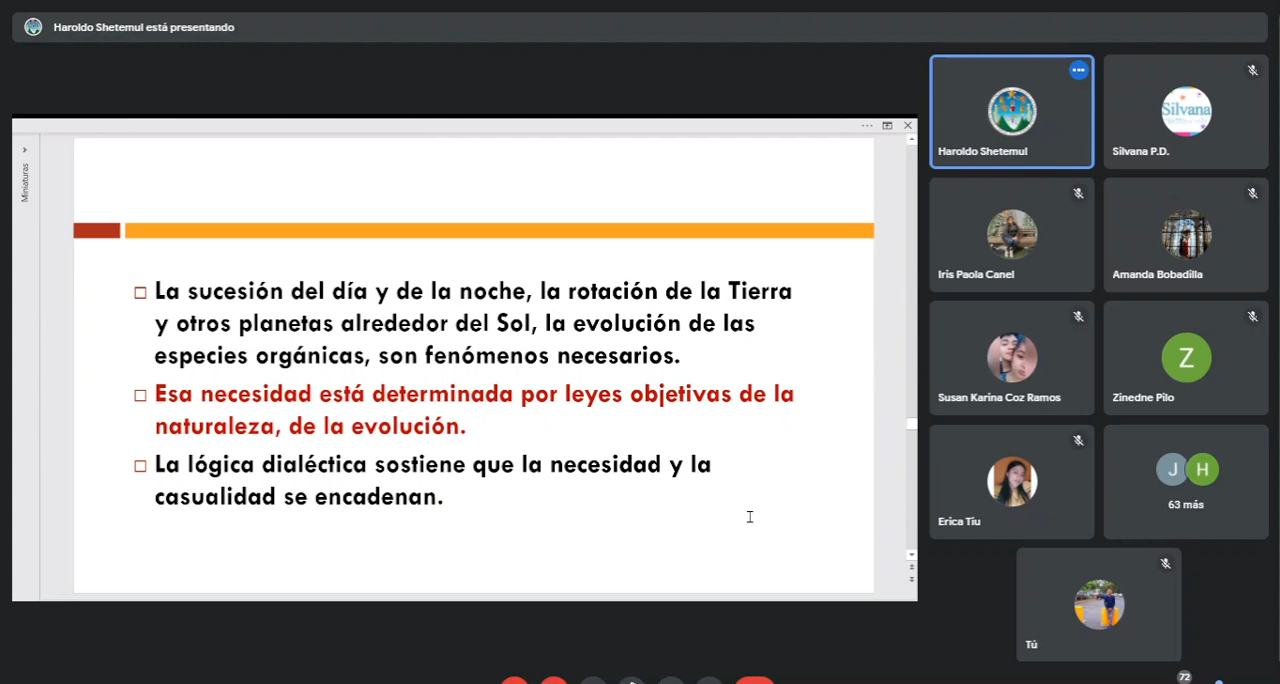 Haroldo Shetemul está presentando
Miniaturas
La sucesión del día y de la noche, la rotación de la Tierra
y otros planetas alrededor del Sol, la evolución de las
especies orgánicas, son fenómenos necesarios.
Esa necesidad está determinada por leyes objetivas de la
naturaleza, de la evolución.
La lógica dialéctica sostiene que la necesidad y la
casualidad se encadenan.
Haroldo Shetemul
Silvana
Silvana P.D.
Iris Paola Canel
Amanda Bobadilla
Susan Karina Coz Ramos
Z
Zinedne Pilo
Erica Tiu
J H
63 más
Tú
72